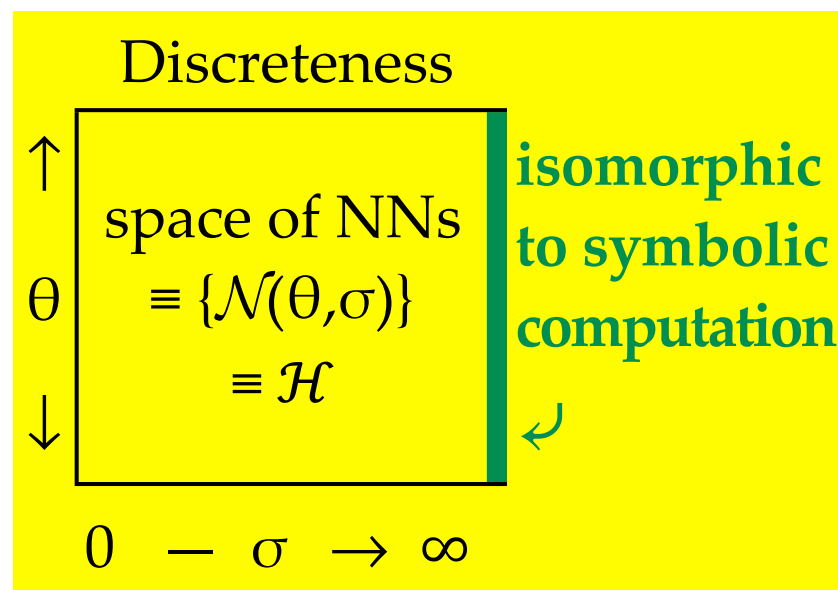 Discreteness
↑
θ
↓
space of NNs
≡ {𝒩(θ,σ)}
≡ ℋ
isomorphic
to symbolic
computation
⤶
0 – σ → ∞